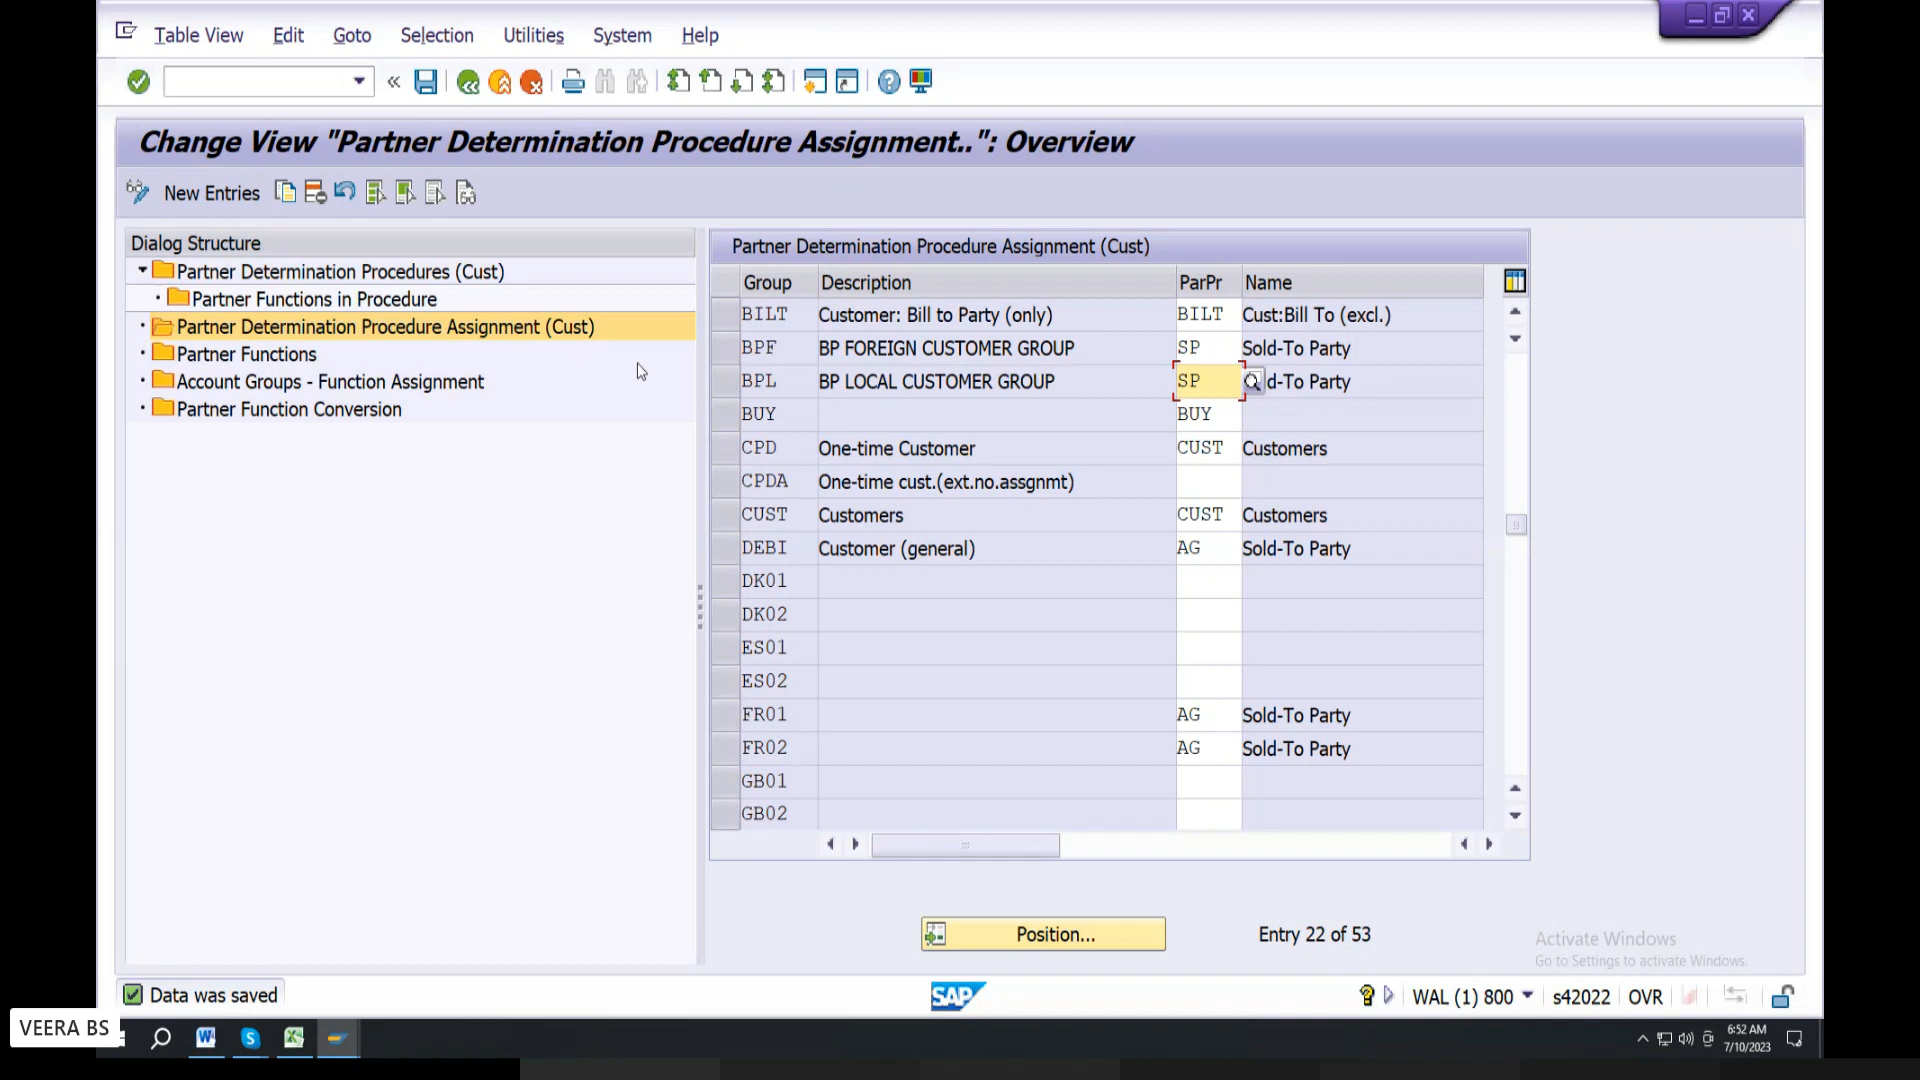 Table View Edit Goto Selection Utilities System Help
Change View "Partner Determination Procedure Assignment..": Overview
New Entries
Dialog Structure
Partner Determination Procedures (Cust)
Partner Functions in Procedure
Partner Determination Procedure Assignment (Cust)
Partner Functions
Account Groups - Function Assignment
Partner Function Conversion
Partner Determination Procedure Assignment (Cust)
Group Description ParPr Name
BILT Customer: Bill to Party (only) BILT Cust:Bill To (excl.)
BPF BP FOREIGN CUSTOMER GROUP SP Sold-To Party
BPL BP LOCAL CUSTOMER GROUP SP d-To Party
BUY BUY
CPD One-time Customer CUST Customers
CPDA One-time cust.(ext.no.assgnmt)
CUST Customers CUST Customers
DEBI Customer (general) AG Sold-To Party
DK01
DK02
ES01
ES02
FR01 AG Sold-To Party
FR02 AG Sold-To Party
GB01
GB02
Position... Entry 22 of 53
Activate Windows
Go to Settings to activate Windows.
Data was saved SAP WAL (1) 800 s42022 OVR
VEERA BS
6:52 AM
7/10/2023